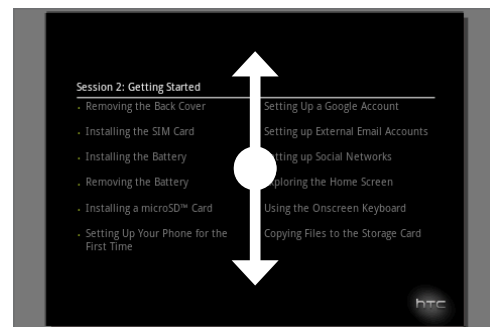 Session 2: Getting Started
Removing the Back Cover
Installing the SIM Card
Installing the Battery
Removing the Battery
Installing a microSD™ Card
Setting Up Your Phone for the
First Time
Setting Up a Google Account
Setting up External Email Accounts
up Social Networks
the Home Screen
Using the Onscreen Keyboard
Copying Files to the Storage Card
hTC